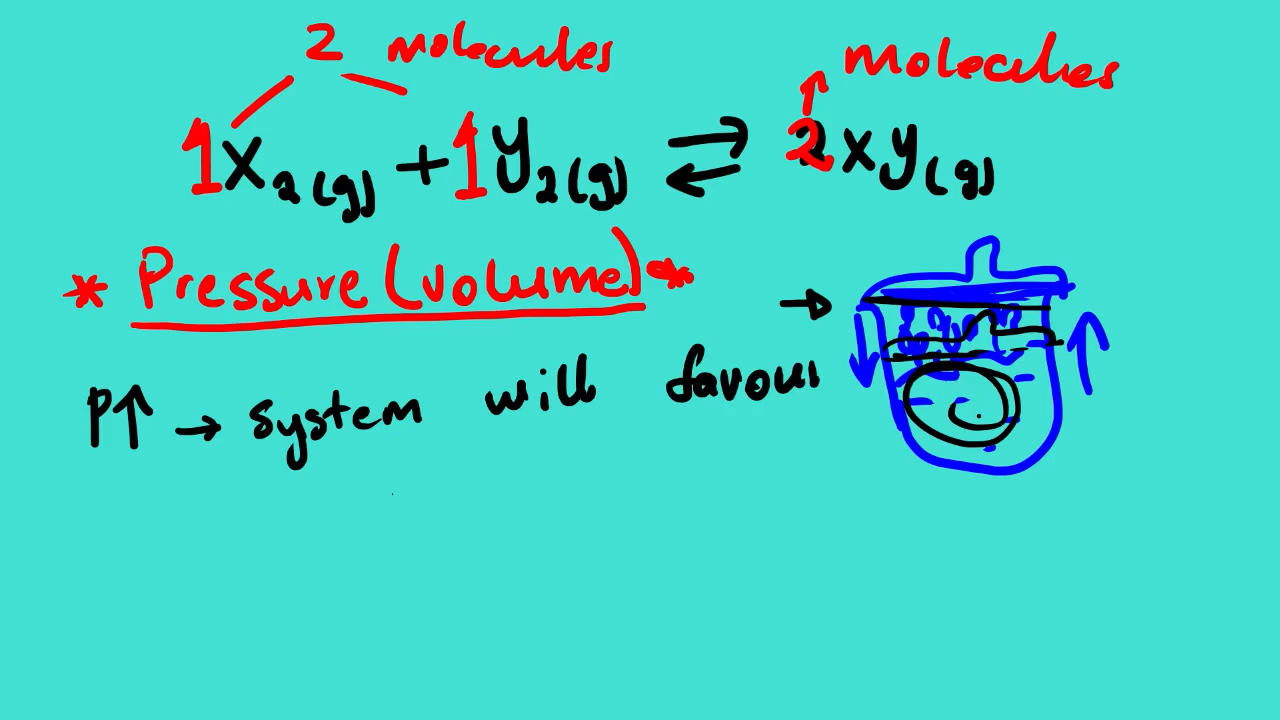 2 molecules
molecules
1x₂(g) + 1y₂(g) ⇌ 2xy(g)
* Pressure (volume) *
P↑ → system will favour